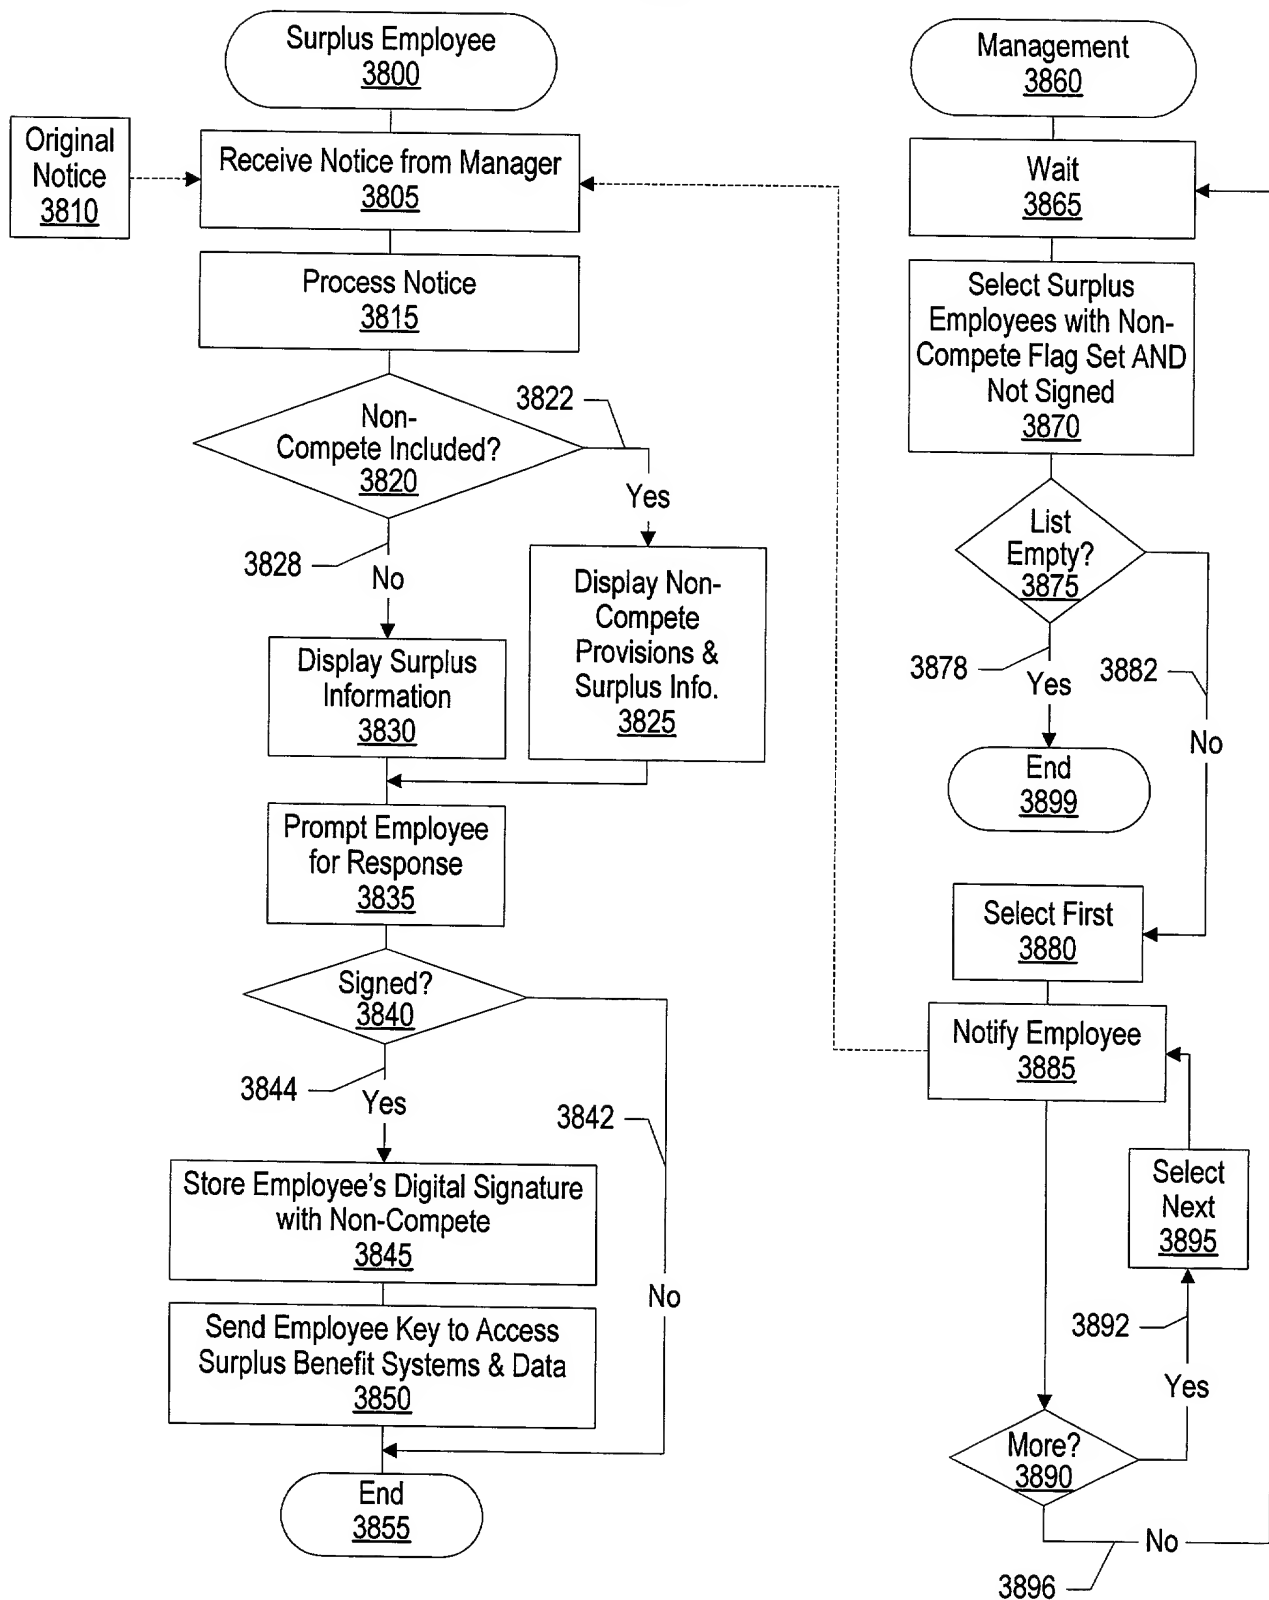 Surplus Employee
3800
Original
Notice
3810
Receive Notice from Manager
3805
Process Notice
3815
Non-
Compete Included?
3820
3822
Yes
3828
No
Display Non-
Compete
Provisions &
Surplus Info.
3825
Display Surplus
Information
3830
Prompt Employee
for Response
3835
Signed?
3840
3844
Yes
3842
No
Store Employee's Digital Signature
with Non-Compete
3845
Send Employee Key to Access
Surplus Benefit Systems & Data
3850
End
3855
Management
3860
Wait
3865
Select Surplus
Employees with Non-
Compete Flag Set AND
Not Signed
3870
List
Empty?
3875
3878
Yes
3882
No
End
3899
Select First
3880
Notify Employee
3885
Select
Next
3895
3892
Yes
More?
3890
No
3896